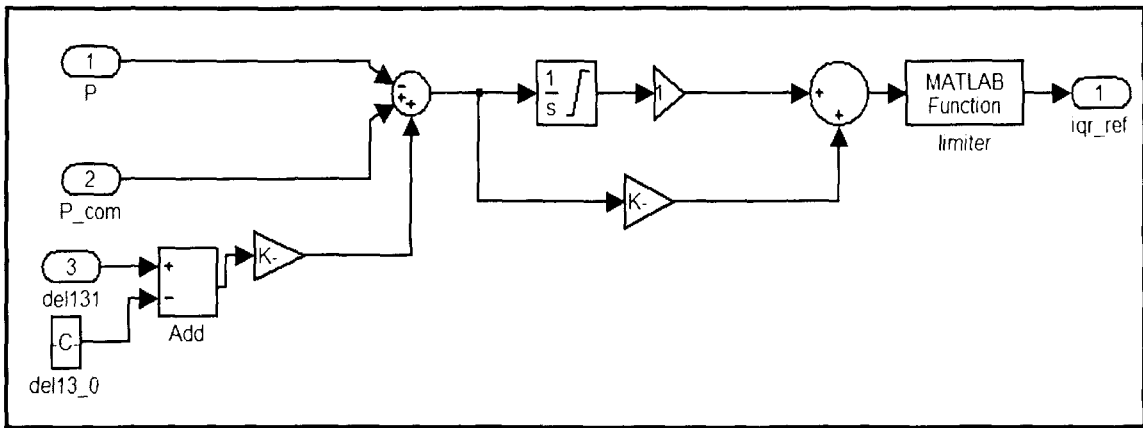 1
P
- + +
1
s
1
+ +
MATLAB
Function
limiter
1
iqr_ref
2
P_com
K-
3
del131
+
-
K-
Add
-C-
del13_0